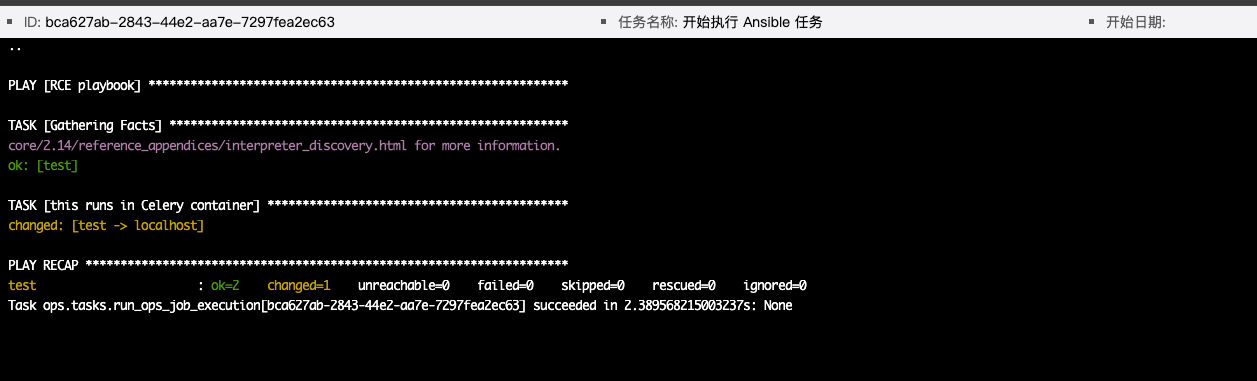 ID: bca627ab-2843-44e2-aa7e-7297fea2ec63 任务名称: 开始执行 Ansible 任务 开始日期:
..
PLAY [RCE playbook] ************************************************************
TASK [Gathering Facts] *********************************************************
core/2.14/reference_appendices/interpreter_discovery.html for more information.
ok: [test]
TASK [this runs in Celery container] *******************************************
changed: [test -> localhost]
PLAY RECAP *********************************************************************
test : ok=2 changed=1 unreachable=0 failed=0 skipped=0 rescued=0 ignored=0
Task ops.tasks.run_ops_job_execution[bca627ab-2843-44e2-aa7e-7297fea2ec63] succeeded in 2.389568215003237s: None